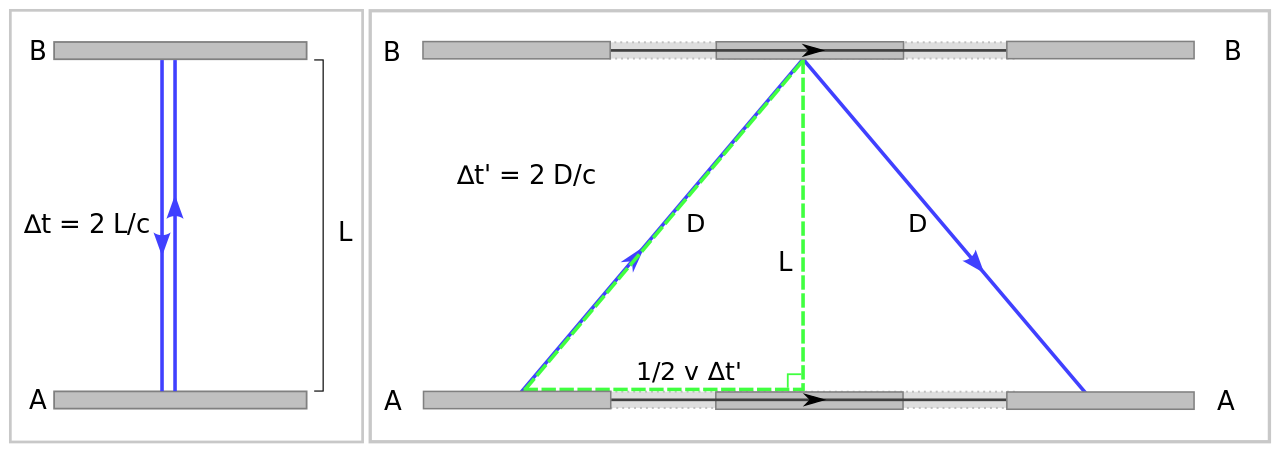 B
Δt = 2 L/c
L
A
B
B
Δt' = 2 D/c
D
D
L
1/2 v Δt'
A
A